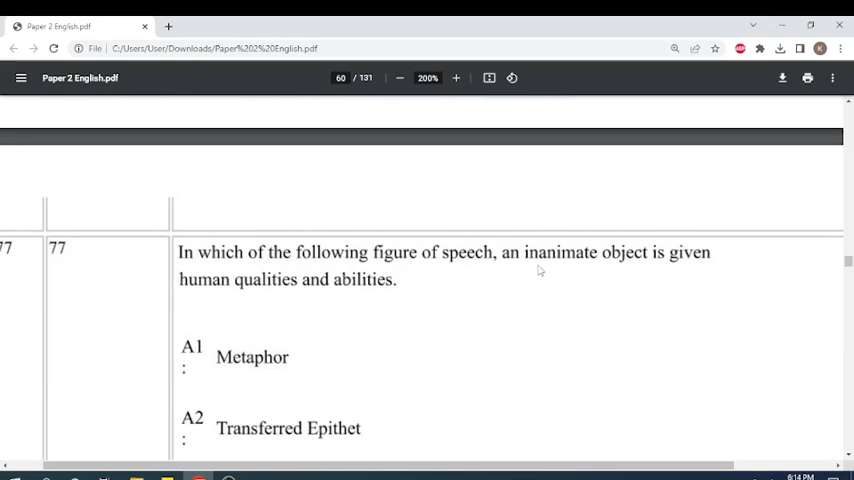 Paper 2 English.pdf
File C:/Users/User/Downloads/Paper%202%20English.pdf
K
Paper 2 English.pdf 60 / 131 200%
77 77 In which of the following figure of speech, an inanimate object is given
human qualities and abilities.
A1
: Metaphor
A2
: Transferred Epithet
6:14 PM